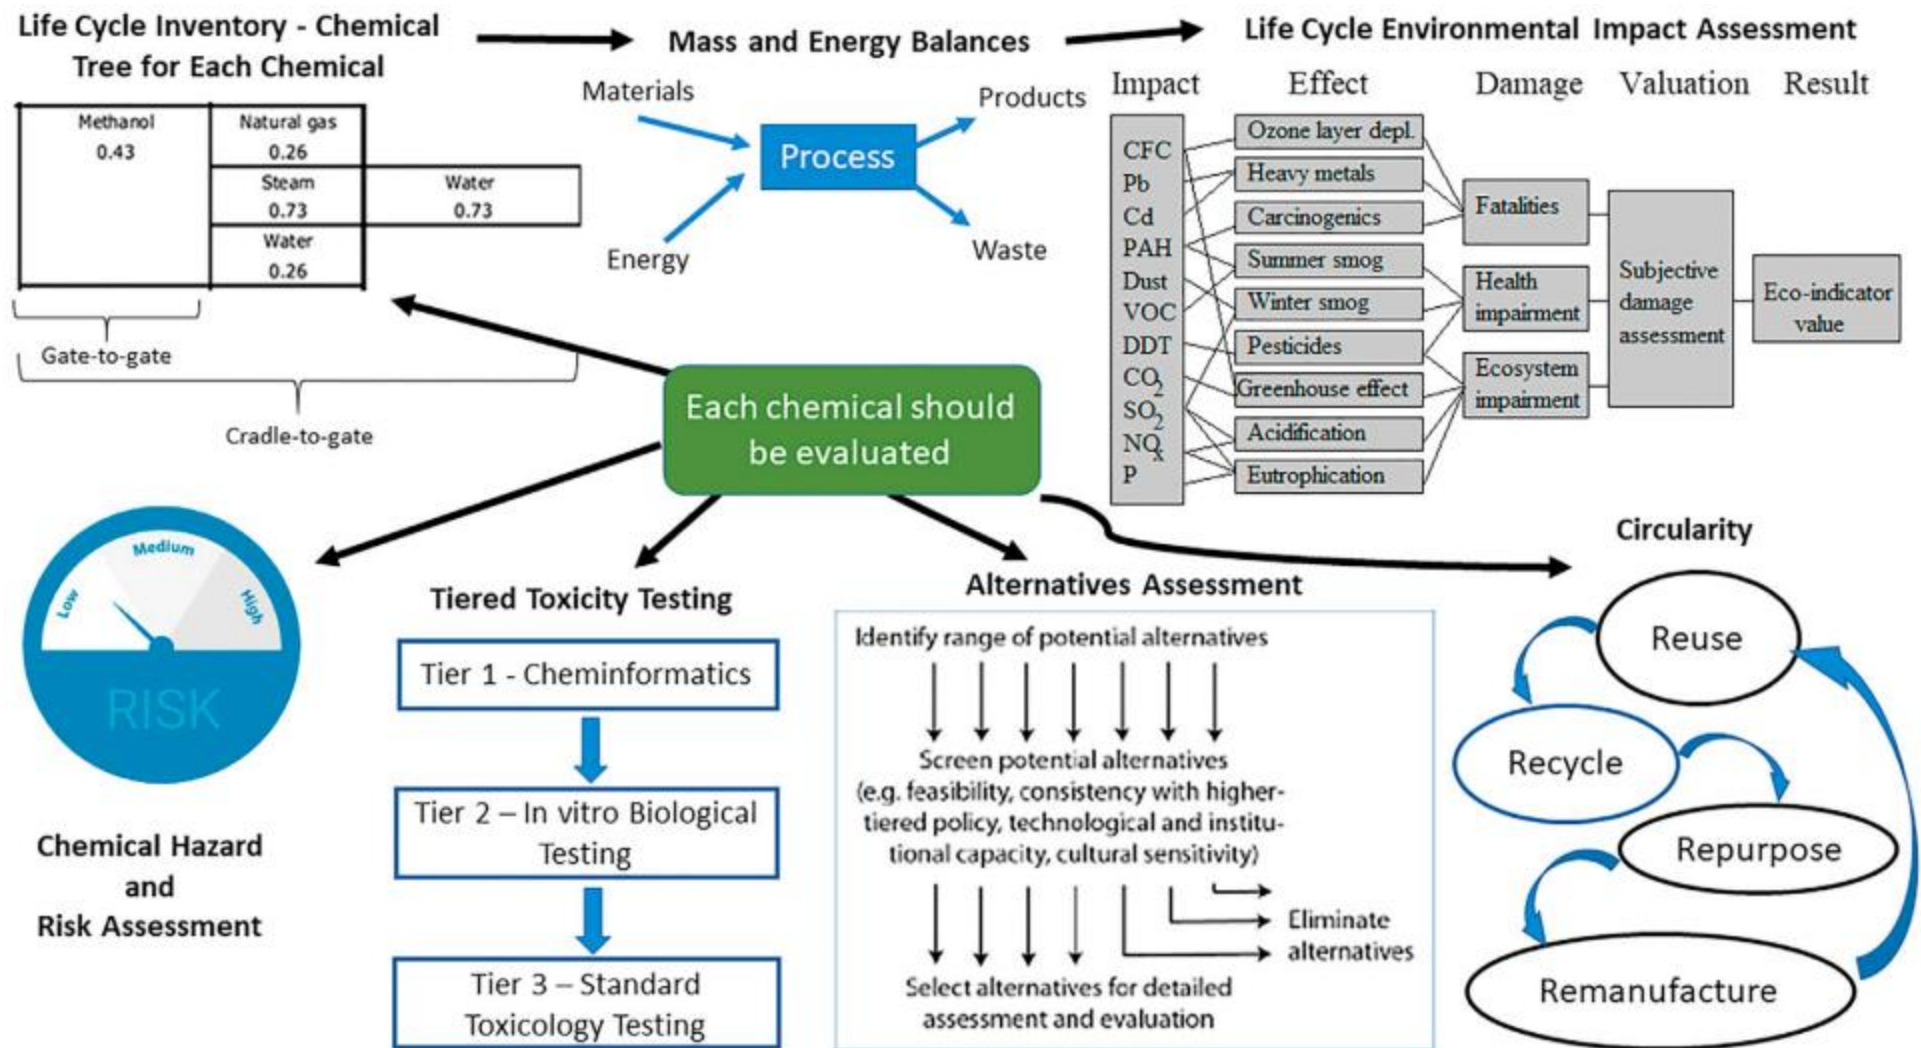 Life Cycle Inventory - Chemical
Tree for Each Chemical
Methanol
0.43
Natural gas
0.26
Steam
0.73
Water
0.73
Water
0.26
Gate-to-gate
Cradle-to-gate
Mass and Energy Balances
Materials
Energy
Process
Products
Waste
Life Cycle Environmental Impact Assessment
Impact
Effect
Damage
Valuation
Result
CFC
Pb
Cd
PAH
Dust
VOC
DDT
CO2
SO2
NOx
P
Ozone layer depl.
Heavy metals
Carcinogenics
Summer smog
Winter smog
Pesticides
Greenhouse effect
Acidification
Eutrophication
Fatalities
Health
impairment
Ecosystem
impairment
Subjective
damage
assessment
Eco-indicator
value
Each chemical should
be evaluated
Low
Medium
High
RISK
Chemical Hazard
and
Risk Assessment
Tiered Toxicity Testing
Tier 1 - Cheminformatics
Tier 2 – In vitro Biological
Testing
Tier 3 – Standard
Toxicology Testing
Alternatives Assessment
Identify range of potential alternatives
Screen potential alternatives
(e.g. feasibility, consistency with higher-
tiered policy, technological and institu-
tional capacity, cultural sensitivity)
Eliminate
alternatives
Select alternatives for detailed
assessment and evaluation
Circularity
Reuse
Recycle
Repurpose
Remanufacture